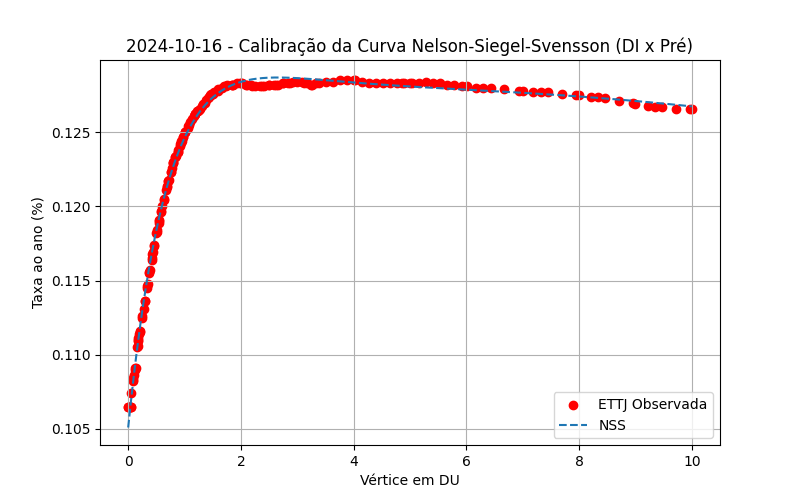 2024-10-16 - Calibração da Curva Nelson-Siegel-Svensson (DI x Pré)
Taxa ao ano (%)
0.125
0.120
0.115
0.110
0.105
0
2
4
6
8
10
Vértice em DU
ETTJ Observada
NSS